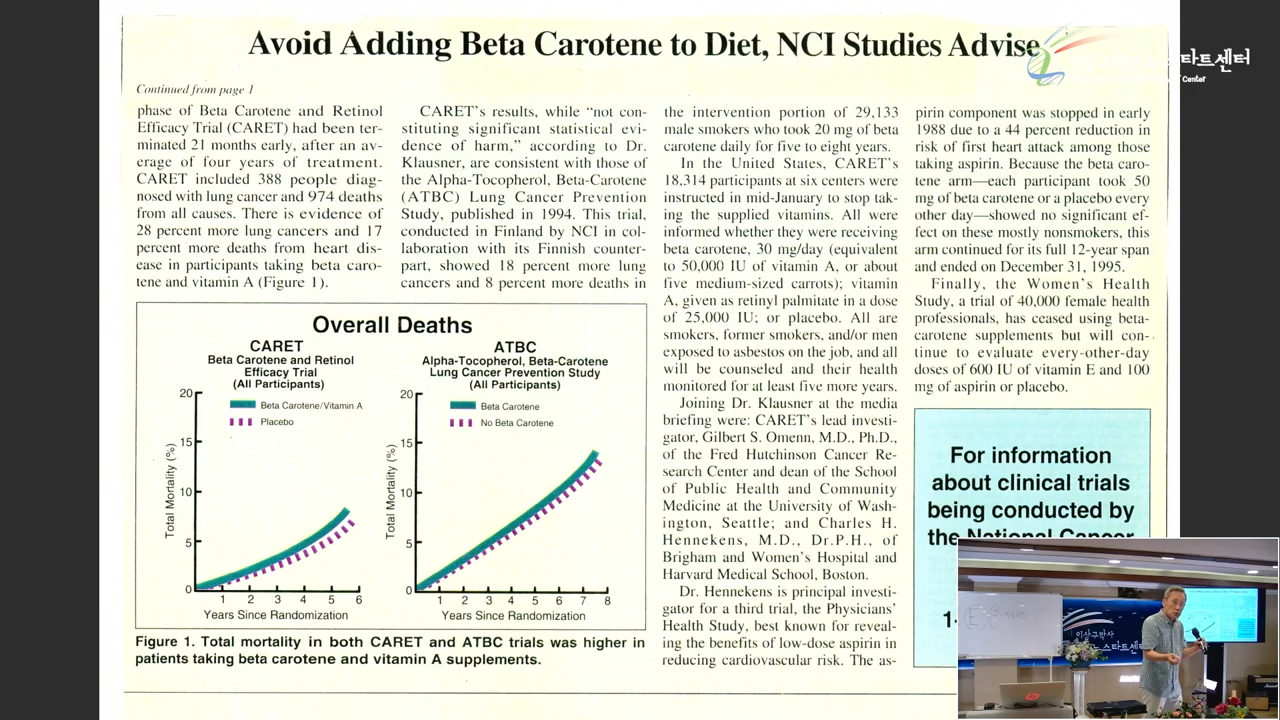 Avoid Adding Beta Carotene to Diet, NCI Studies Advise
스타트센터
Center
Continued from page 1
phase of Beta Carotene and Retinol
Efficacy Trial (CARET) had been ter-
minated 21 months early, after an av-
erage of four years of treatment.
CARET included 388 people diag-
nosed with lung cancer and 974 deaths
from all causes. There is evidence of
28 percent more lung cancers and 17
percent more deaths from heart dis-
ease in participants taking beta caro-
tene and vitamin A (Figure 1).
CARET's results, while "not con-
stituting significant statistical evi-
dence of harm," according to Dr.
Klausner, are consistent with those of
the Alpha-Tocopherol, Beta-Carotene
(ATBC) Lung Cancer Prevention
Study, published in 1994. This trial,
conducted in Finland by NCI in col-
laboration with its Finnish counter-
part, showed 18 percent more lung
cancers and 8 percent more deaths in
Overall Deaths
CARET
Beta Carotene and Retinol
Efficacy Trial
(All Participants)
Beta Carotene/Vitamin A
Placebo
Total Mortality (%)
20
15
10
5
0
1 2 3 4 5 6
Years Since Randomization
ATBC
Alpha-Tocopherol, Beta-Carotene
Lung Cancer Prevention Study
(All Participants)
Beta Carotene
No Beta Carotene
Total Mortality (%)
20
15
10
5
0
1 2 3 4 5 6 7 8
Years Since Randomization
Figure 1. Total mortality in both CARET and ATBC trials was higher in
patients taking beta carotene and vitamin A supplements.
the intervention portion of 29,133
male smokers who took 20 mg of beta
carotene daily for five to eight years.
In the United States, CARET's
18,314 participants at six centers were
instructed in mid-January to stop tak-
ing the supplied vitamins. All were
informed whether they were receiving
beta carotene, 30 mg/day (equivalent
to 50,000 IU of vitamin A, or about
five medium-sized carrots); vitamin
A, given as retinyl palmitate in a dose
of 25,000 IU; or placebo. All are
smokers, former smokers, and/or men
exposed to asbestos on the job, and all
will be counseled and their health
monitored for at least five more years.
Joining Dr. Klausner at the media
briefing were: CARET's lead investi-
gator, Gilbert S. Omenn, M.D., Ph.D.,
of the Fred Hutchinson Cancer Re-
search Center and dean of the School
of Public Health and Community
Medicine at the University of Wash-
ington, Seattle; and Charles H.
Hennekens, M.D., Dr.P.H., of
Brigham and Women's Hospital and
Harvard Medical School, Boston.
Dr. Hennekens is principal investi-
gator for a third trial, the Physicians'
Health Study, best known for reveal-
ing the benefits of low-dose aspirin in
reducing cardiovascular risk. The as-
pirin component was stopped in early
1988 due to a 44 percent reduction in
risk of first heart attack among those
taking aspirin. Because the beta caro-
tene arm—each participant took 50
mg of beta carotene or a placebo every
other day—showed no significant ef-
fect on these mostly nonsmokers, this
arm continued for its full 12-year span
and ended on December 31, 1995.
Finally, the Women's Health
Study, a trial of 40,000 female health
professionals, has ceased using beta-
carotene supplements but will con-
tinue to evaluate every-other-day
doses of 600 IU of vitamin E and 100
mg of aspirin or placebo.
For information
about clinical trials
being conducted by
the National Cancer
1-
이상구박사
뉴스타트센터